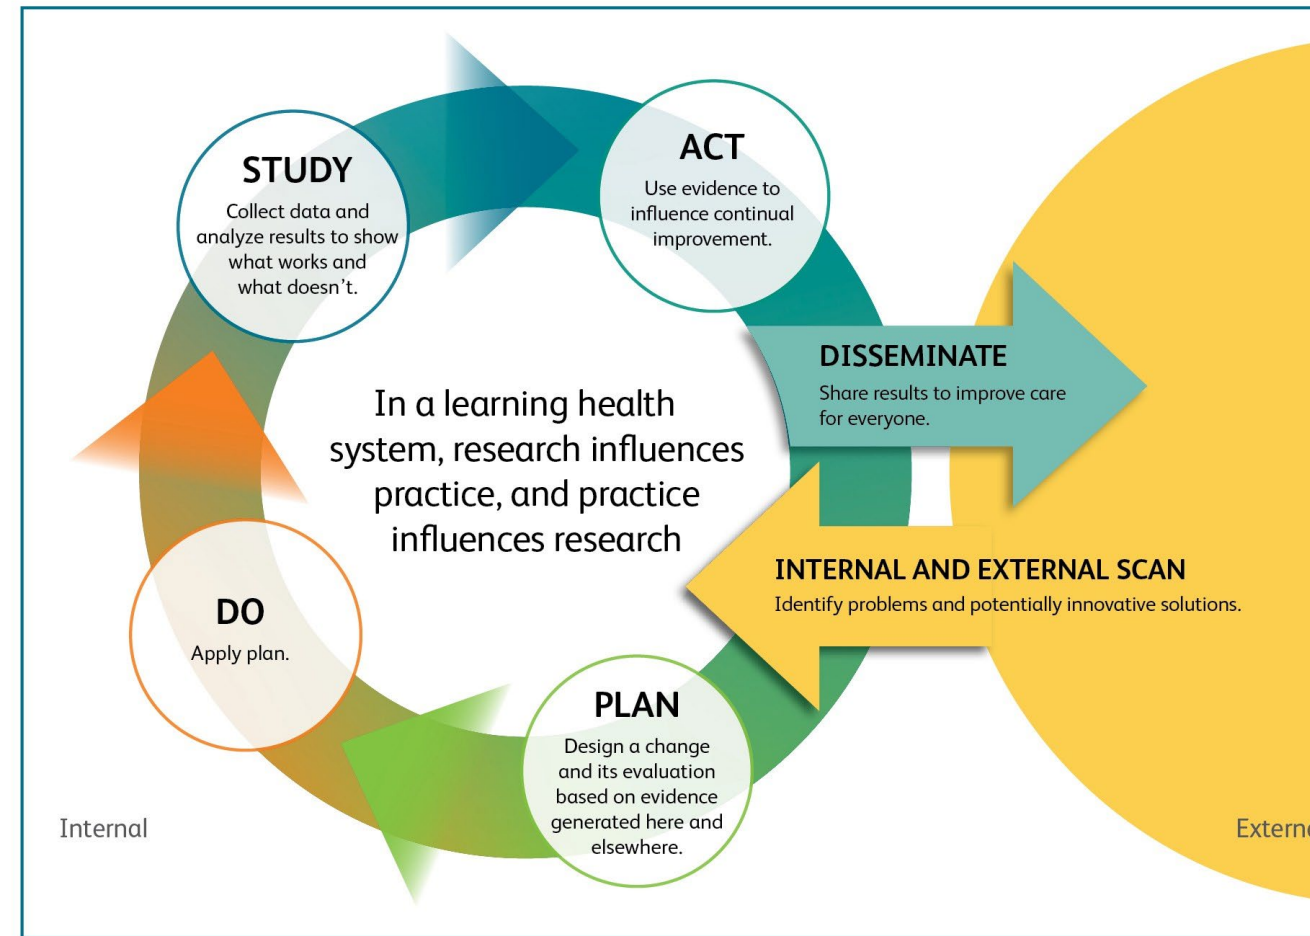 STUDY
Collect data and
analyze results to show
what works and
what doesn’t.
ACT
Use evidence to
influence continual
improvement.
DISSEMINATE
Share results to improve care
for everyone.
In a learning health
system, research influences
practice, and practice
influences research
INTERNAL AND EXTERNAL SCAN
Identify problems and potentially innovative solutions.
DO
Apply plan.
PLAN
Design a change
and its evaluation
based on evidence
generated here and
elsewhere.
Internal